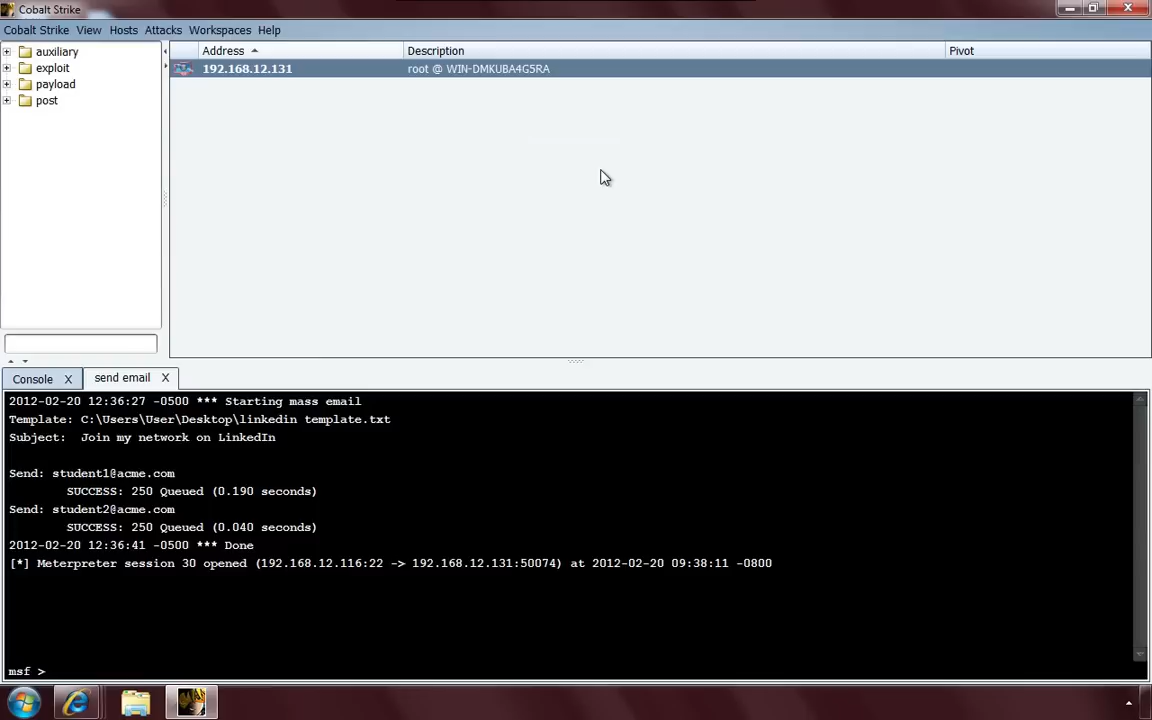 Cobalt Strike
Cobalt Strike View Hosts Attacks Workspaces Help
auxiliary
exploit
payload
post
Address Description Pivot
192.168.12.131 root @ WIN-DMKUBA4G5RA
Console X send email X
2012-02-20 12:36:27 -0500 *** Starting mass email
Template: C:\Users\User\Desktop\linkedin template.txt
Subject: Join my network on LinkedIn
Send: student1@acme.com
SUCCESS: 250 Queued (0.190 seconds)
Send: student2@acme.com
SUCCESS: 250 Queued (0.040 seconds)
2012-02-20 12:36:41 -0500 *** Done
[*] Meterpreter session 30 opened (192.168.12.116:22 -> 192.168.12.131:50074) at 2012-02-20 09:38:11 -0800
msf >